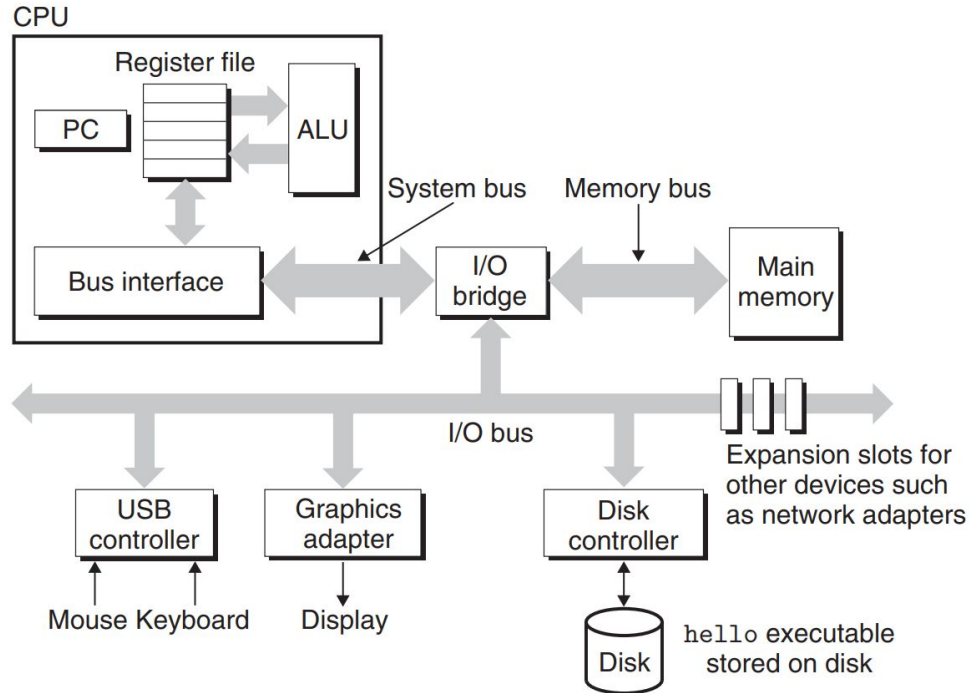 CPU
Register file
PC
ALU
System bus
Memory bus
Bus interface
I/O
bridge
Main
memory
I/O bus
Expansion slots for
other devices such
as network adapters
USB
controller
Graphics
adapter
Disk
controller
Mouse Keyboard
Display
Disk
hello executable
stored on disk